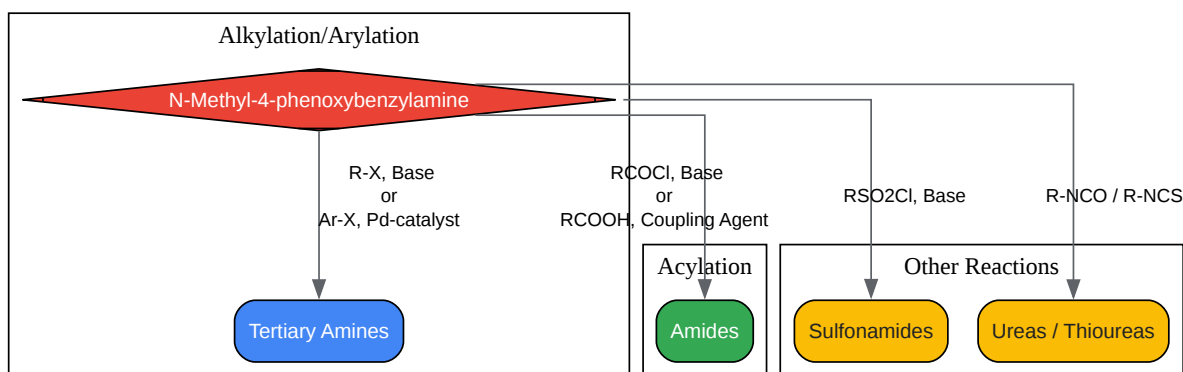 Alkylation/Arylation
N-Methyl-4-phenoxybenzylamine
R-X, Base
or
Ar-X, Pd-catalyst
RCOCl, Base
or
RCOOH, Coupling Agent
RSO2Cl, Base
R-NCO / R-NCS
Acylation
Other Reactions
Tertiary Amines
Amides
Sulfonamides
Ureas / Thioureas